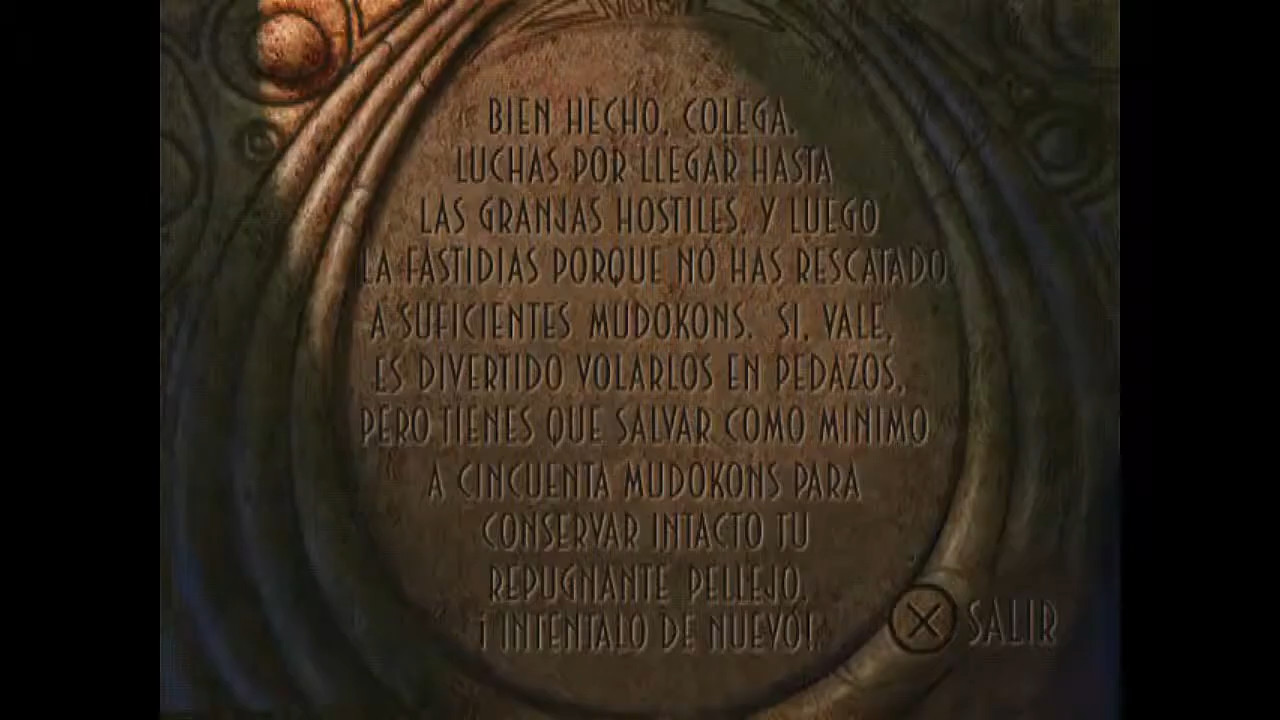 BIEN HECHO, COLEGA.
LUCHAS POR LLEGAR HASTA
LAS GRANJAS HOSTILES, Y LUEGO
LA FASTIDIAS PORQUE NÓ HAS RESCATADO
A SUFICIENTES MUDOKONS. SI, VALE,
ES DIVERTIDO VOLARLOS EN PEDAZOS,
PERO TIENES QUE SALVAR COMO MINIMO
A CINCUENTA MUDOKONS PARA
CONSERVAR INTACTO TU
REPUGNANTE PELLEJO.
¡ INTENTALO DE NUEVÓ!
SALIR